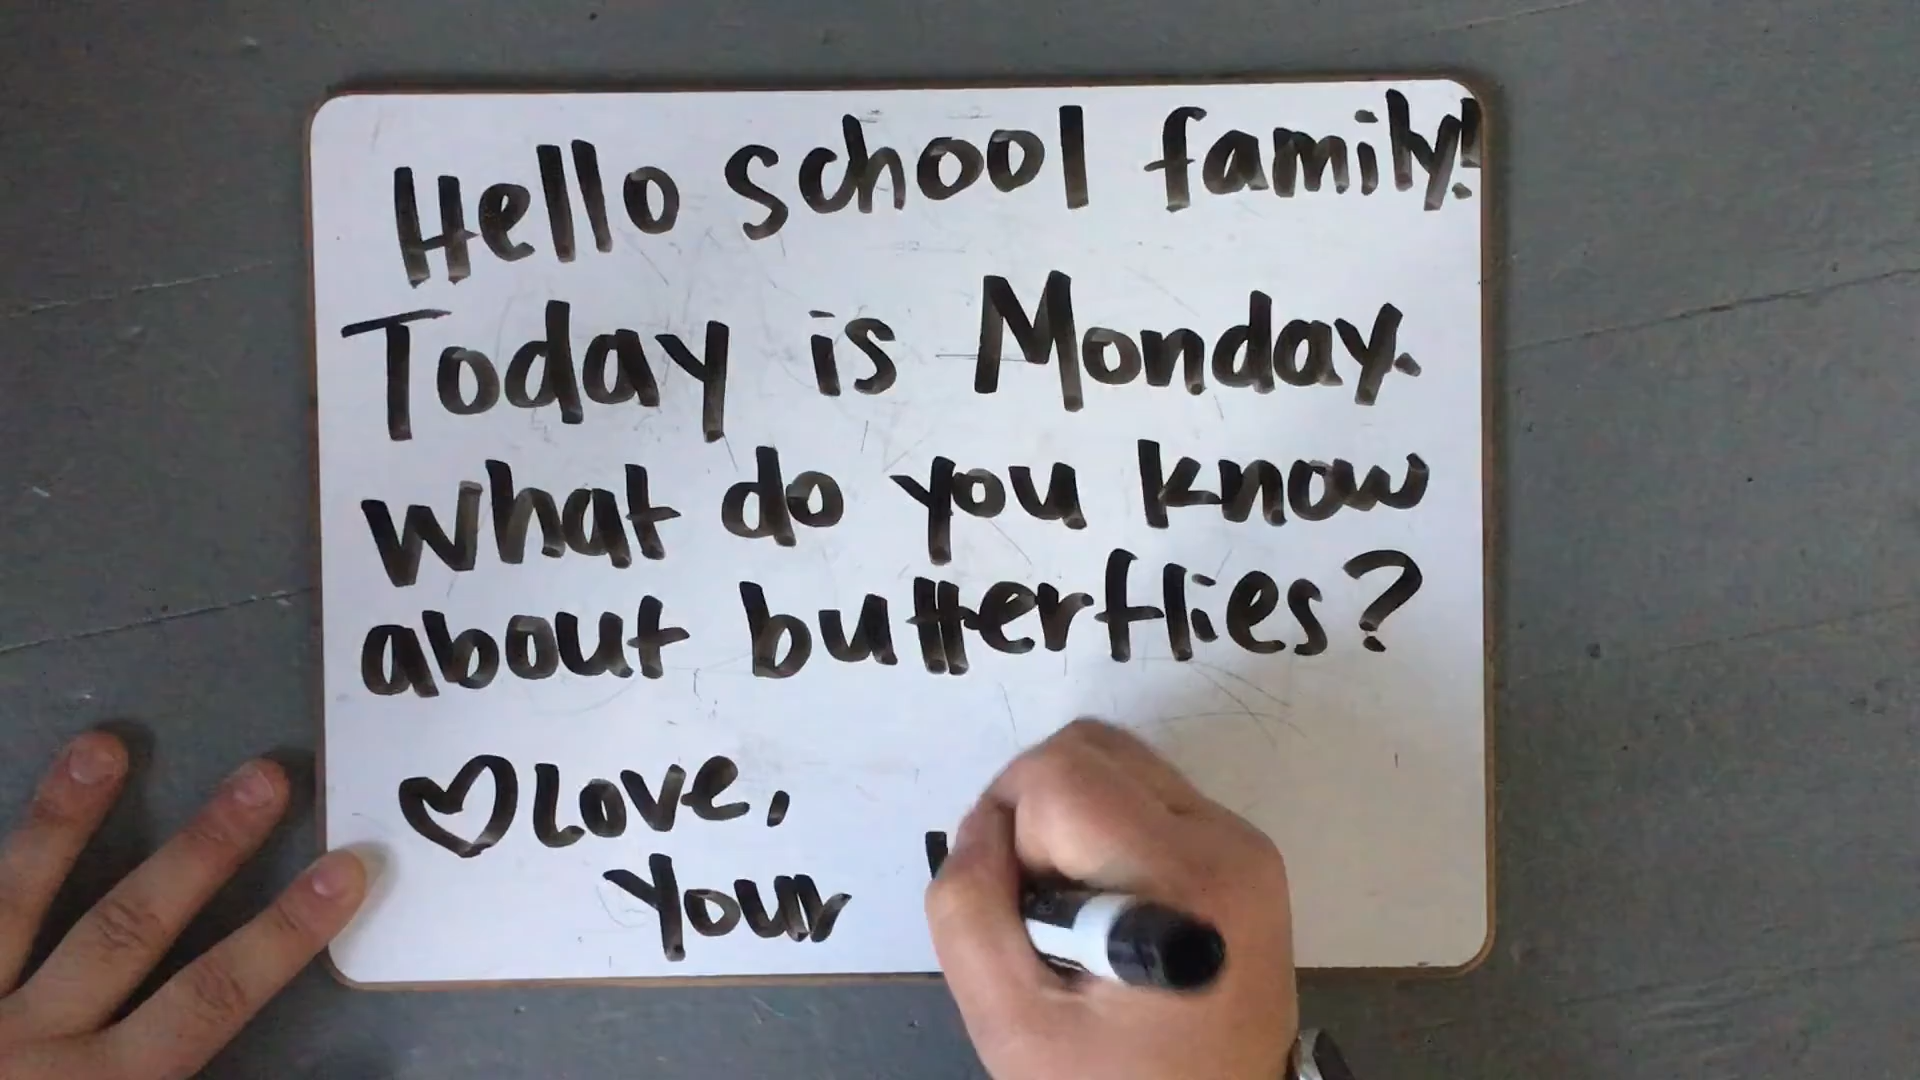 Hello school family!
Today is Monday.
What do you know
about butterflies?
♡Love,
Your